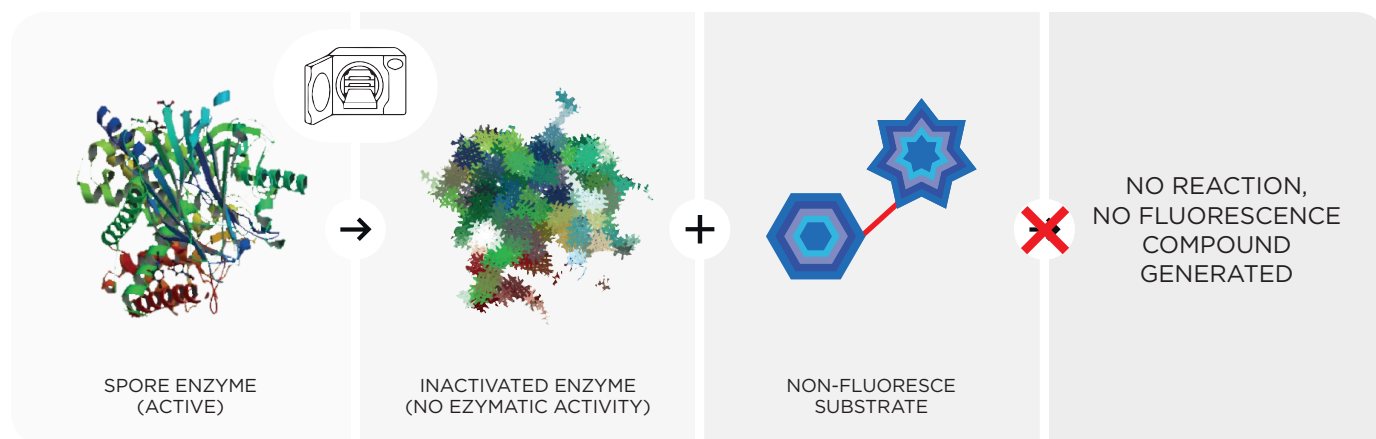 SPORE ENZYME
(ACTIVE)
INACTIVATED ENZYME
(NO EZYMATIC ACTIVITY)
NON-FLUORESCE
SUBSTRATE
NO REACTION,
NO FLUORESCENCE
COMPOUND
GENERATED